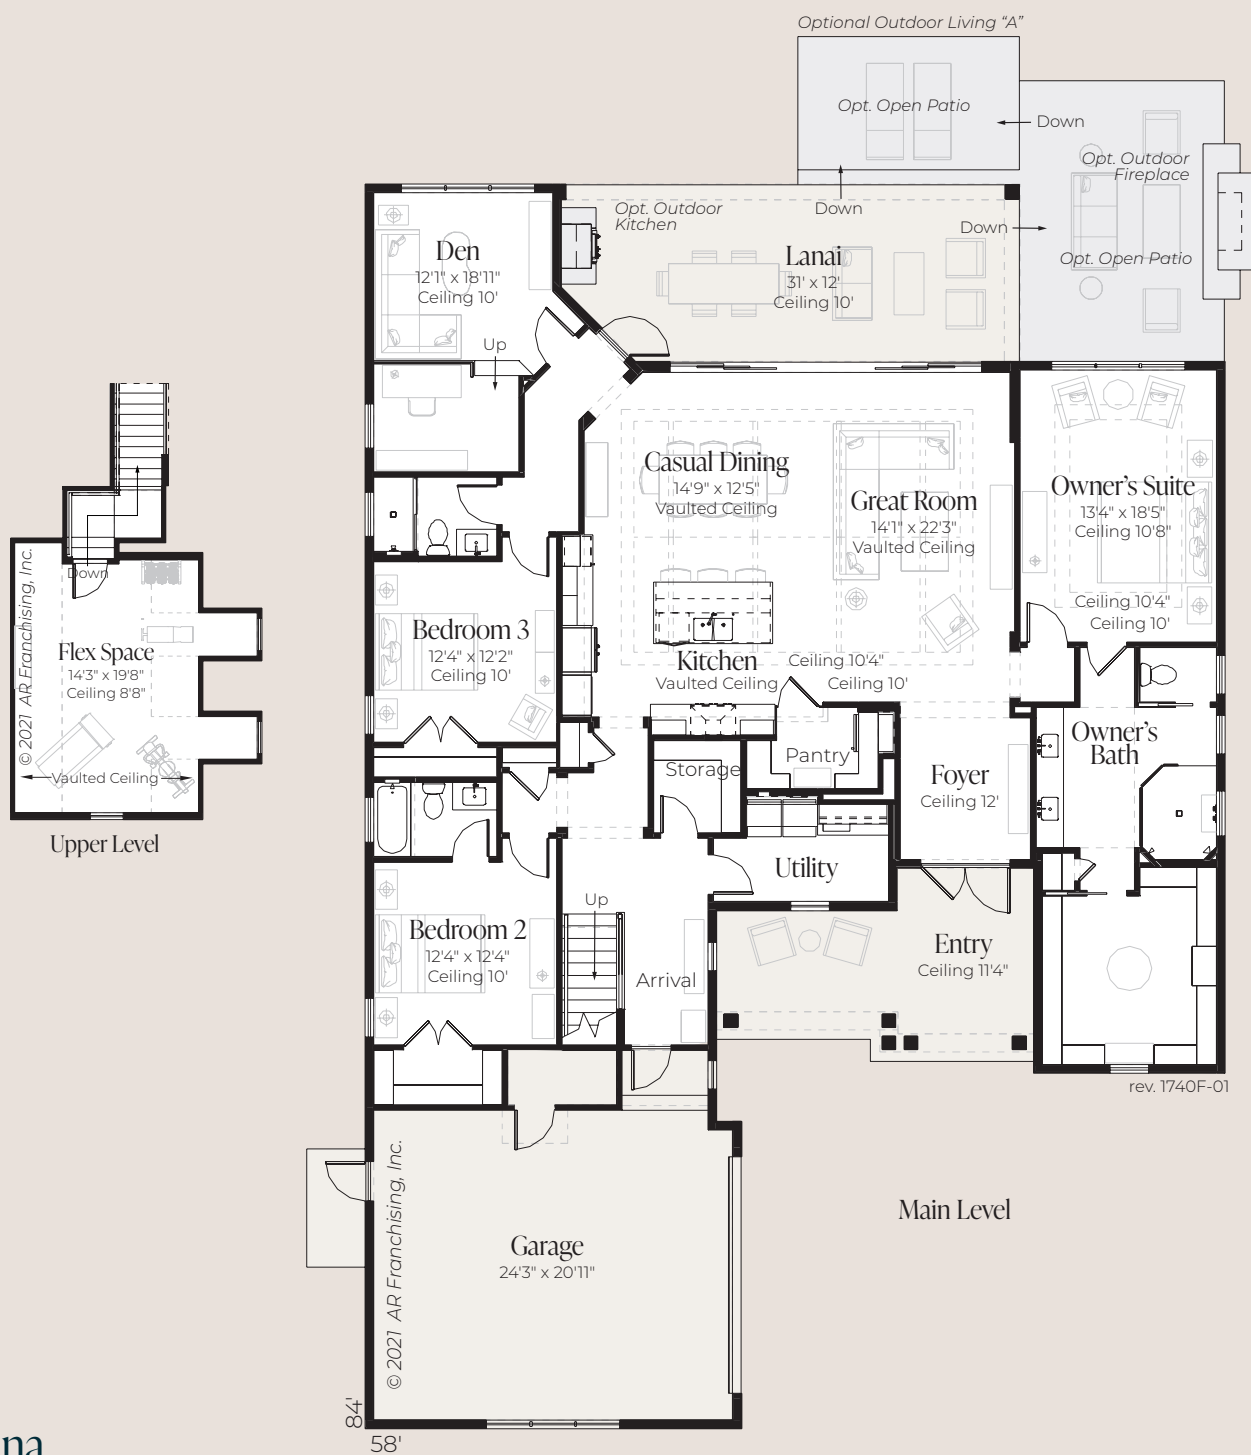 Optional Outdoor Living “A”
Opt. Open Patio
Down
Opt. Outdoor
Fireplace
Down
Down
Opt. Open Patio
Opt. Outdoor
Kitchen
Lanai
31' x 12'
Ceiling 10'
Den
12'1" x 18'11"
Ceiling 10'
Up
Casual Dining
14'9" x 12'5"
Vaulted Ceiling
Great Room
14'1" x 22'3"
Vaulted Ceiling
Owner's Suite
13'4" x 18'5"
Ceiling 10'8"
Ceiling 10'4"
Ceiling 10'
Down
© 2021 AR Franchising, Inc.
Flex Space
14'3" x 19'8"
Ceiling 8'8"
Vaulted Ceiling
Upper Level
Bedroom 3
12'4" x 12'2"
Ceiling 10'
Kitchen
Vaulted Ceiling
Ceiling 10'4"
Ceiling 10'
Owner's
Bath
Storage
Pantry
Foyer
Ceiling 12'
Utility
Bedroom 2
12'4" x 12'4"
Ceiling 10'
Up
Arrival
Entry
Ceiling 11'4"
rev. 1740F-01
© 2021 AR Franchising, Inc.
Main Level
Garage
24'3" x 20'11"
84'
58'
na